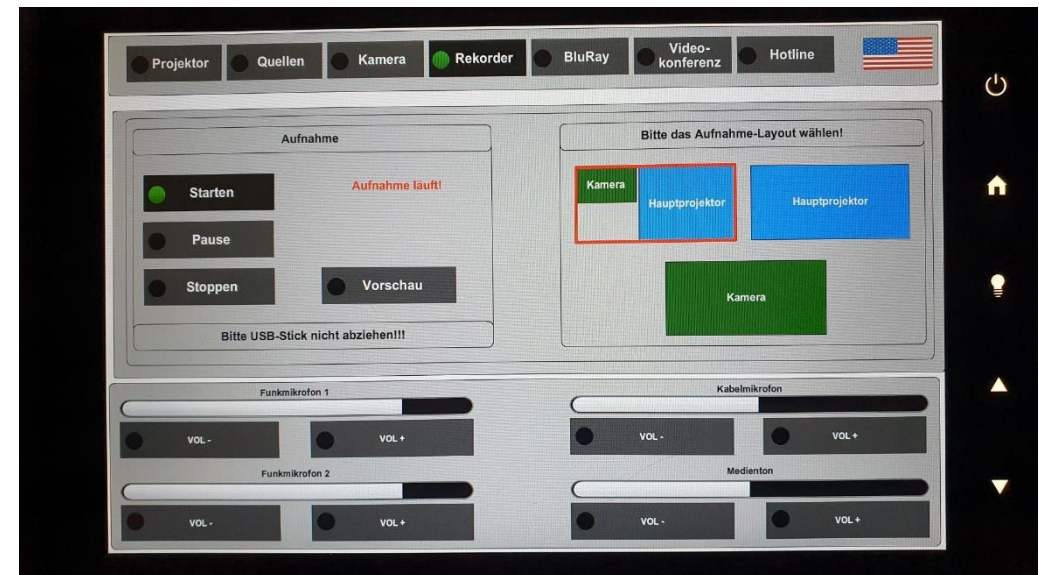 Projektor
Quellen
Kamera
Rekorder
BluRay
Video-
konferenz
Hotline
Aufnahme
Bitte das Aufnahme-Layout wählen!
Starten
Aufnahme läuft!
Kamera
Hauptprojektor
Hauptprojektor
Pause
Stoppen
Vorschau
Kamera
Bitte USB-Stick nicht abziehen!!!
Funkmikrofon 1
Kabelmikrofon
VOL -
VOL +
VOL -
VOL +
Funkmikrofon 2
Medienton
VOL -
VOL +
VOL -
VOL +